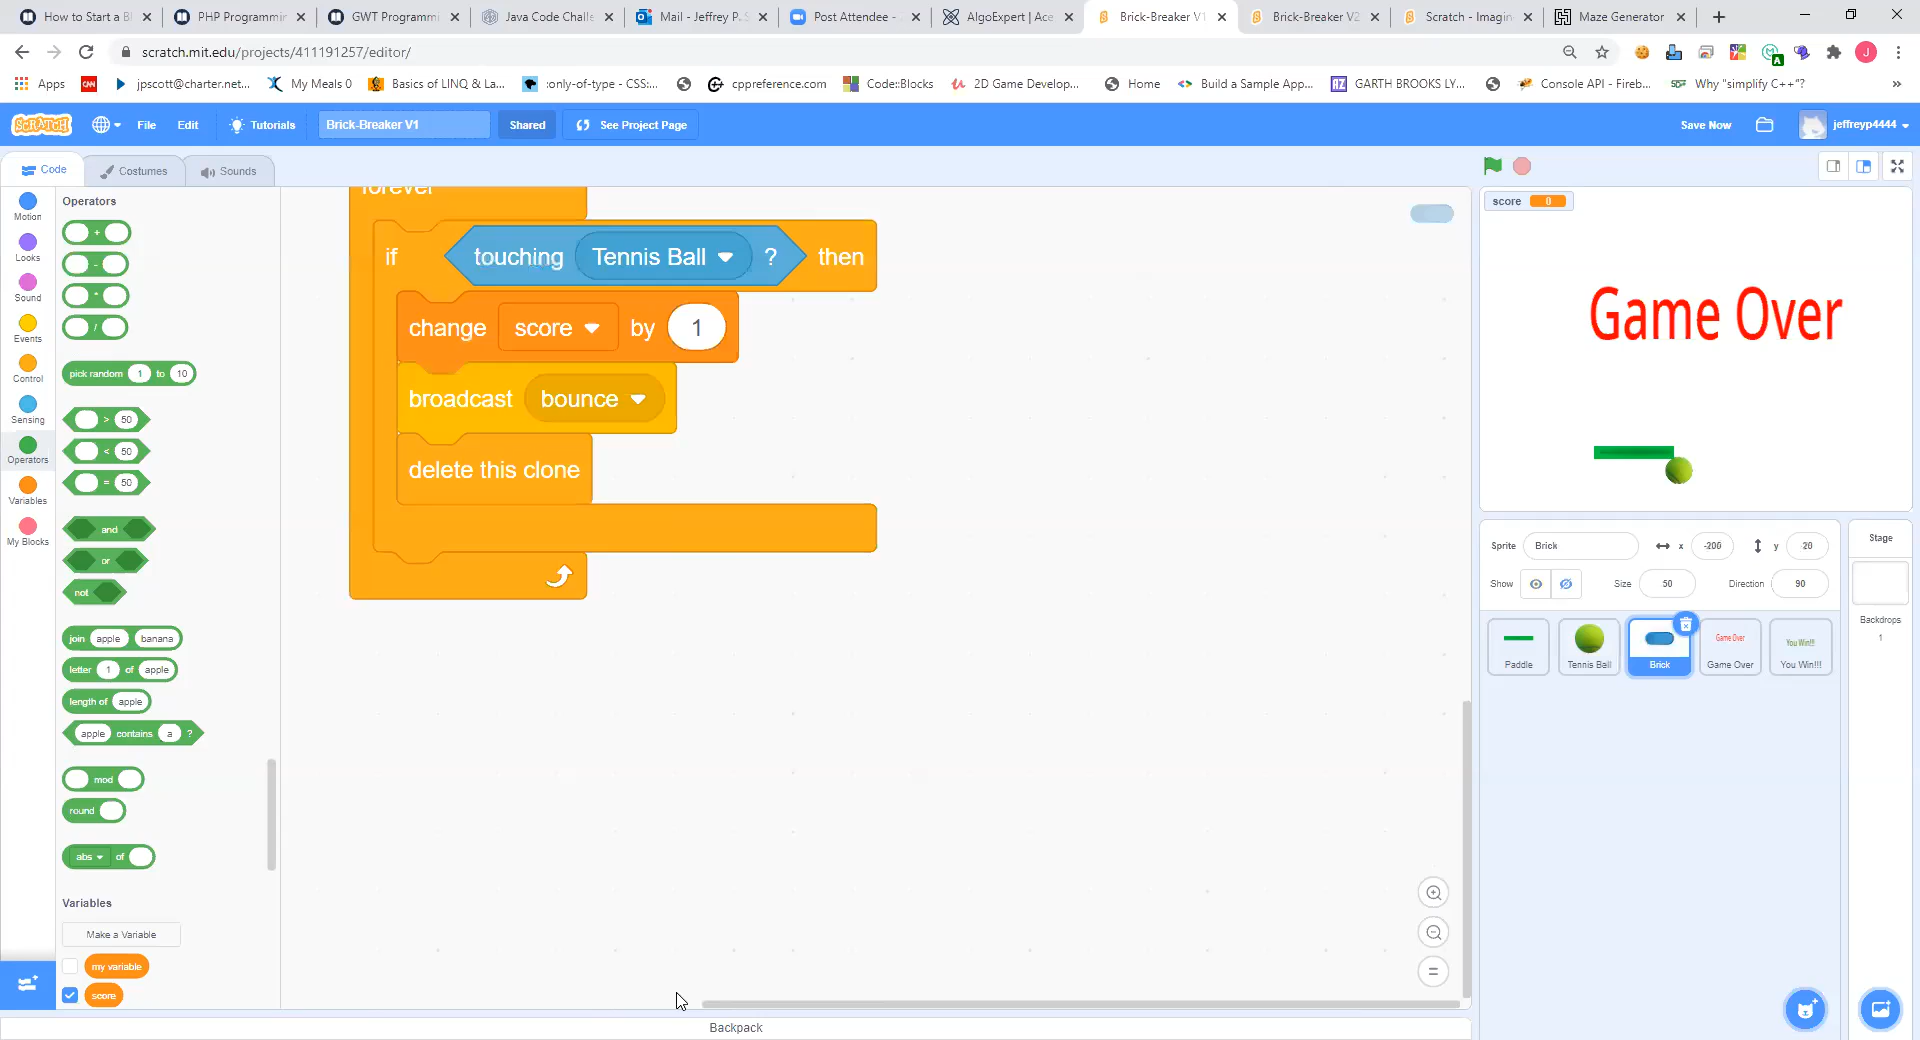 How to Start a B
PHP Programmin
GWT Programmi
Java Code Challe
Mail - Jeffrey P. S
Post Attendee -
AlgoExpert | Ace
Brick-Breaker V1
Brick-Breaker V2
Scratch - Imagin
Maze Generator
scratch.mit.edu/projects/411191257/editor/
Apps
CNN
jpscott@charter.net...
My Meals 0
Basics of LINQ & La...
:only-of-type - CSS:...
cppreference.com
Code::Blocks
2D Game Develop...
Home
Build a Sample App...
GARTH BROOKS LY...
Console API - Fireb...
Why "simplify C++"?
SCRATCH
File
Edit
Tutorials
Brick-Breaker V1
Shared
See Project Page
Save Now
jeffreyp4444
Code
Costumes
Sounds
Motion
Looks
Sound
Events
Control
Sensing
Operators
Variables
My Blocks
Operators
+
-
*
/
pick random 1 to 10
> 50
< 50
= 50
and
or
not
join apple banana
letter 1 of apple
length of apple
apple contains a ?
mod
round
abs of
Variables
Make a Variable
my variable
score
forever
if touching Tennis Ball ? then
change score by 1
broadcast bounce
delete this clone
Backpack
score 0
Game Over
Sprite Brick x -200 y 20
Show Size 50 Direction 90
Paddle
Tennis Ball
Brick
Game Over
Game Over
You Win!!!
You Win!!!
Stage
Backdrops
1